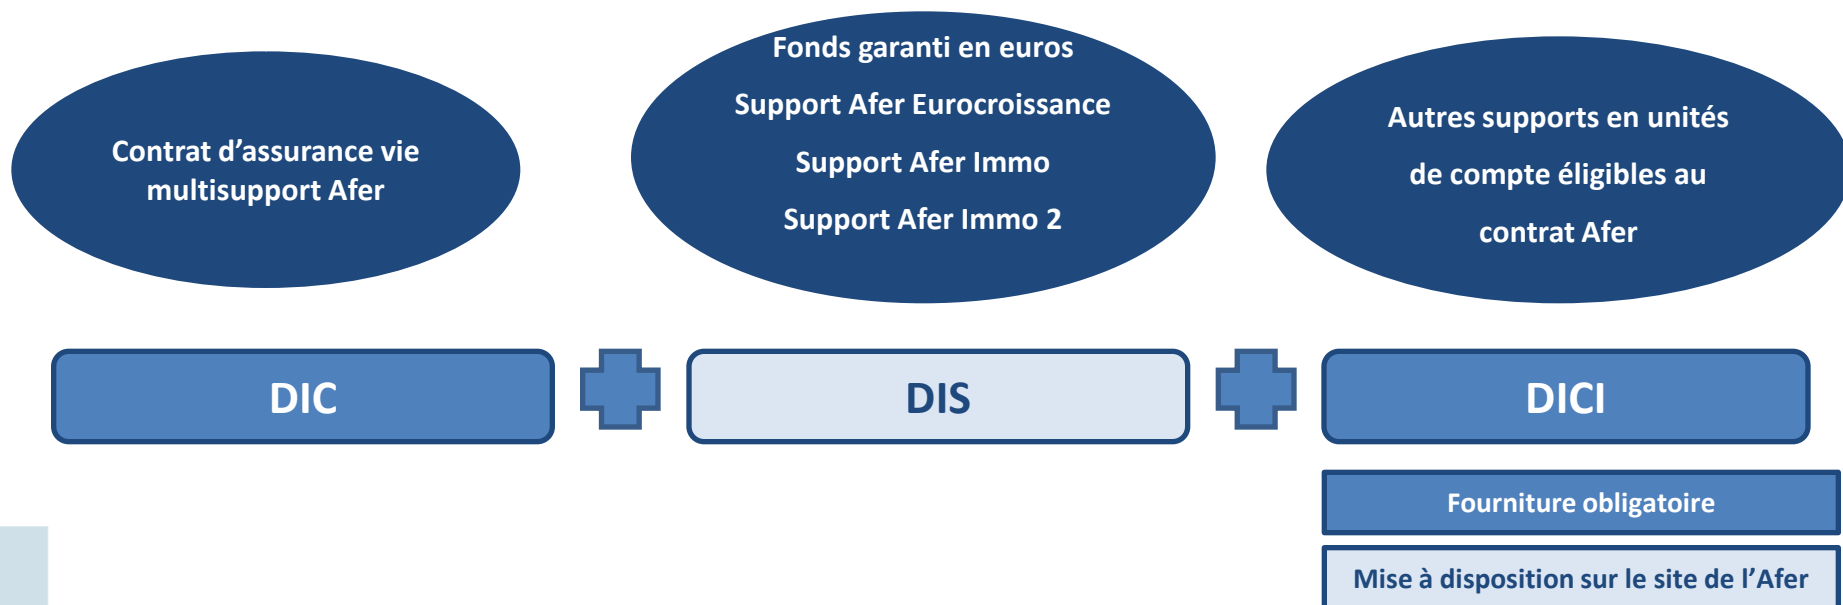 Contrat d’assurance vie
multisupport Afer
Fonds garanti en euros
Support Afer Eurocroissance
Support Afer Immo
Support Afer Immo 2
Autres supports en unités
de compte éligibles au
contrat Afer
DIC
DIS
DICI
Fourniture obligatoire
Mise à disposition sur le site de l’Afer